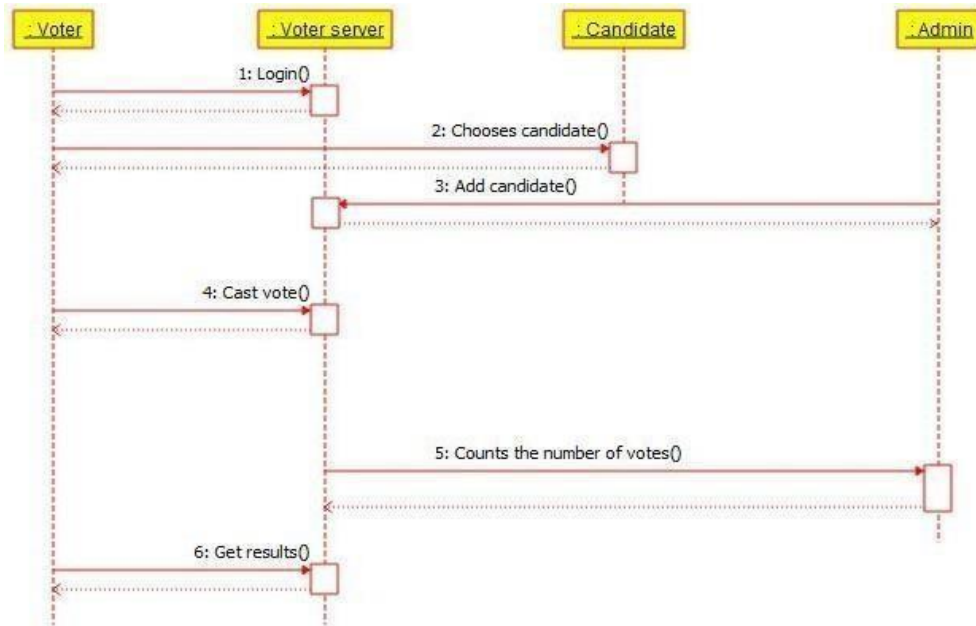 : Voter
: Voter server
: Candidate
: Admin
1: Login()
2: Chooses candidate()
3: Add candidate()
4: Cast vote()
5: Counts the number of votes()
6: Get results()